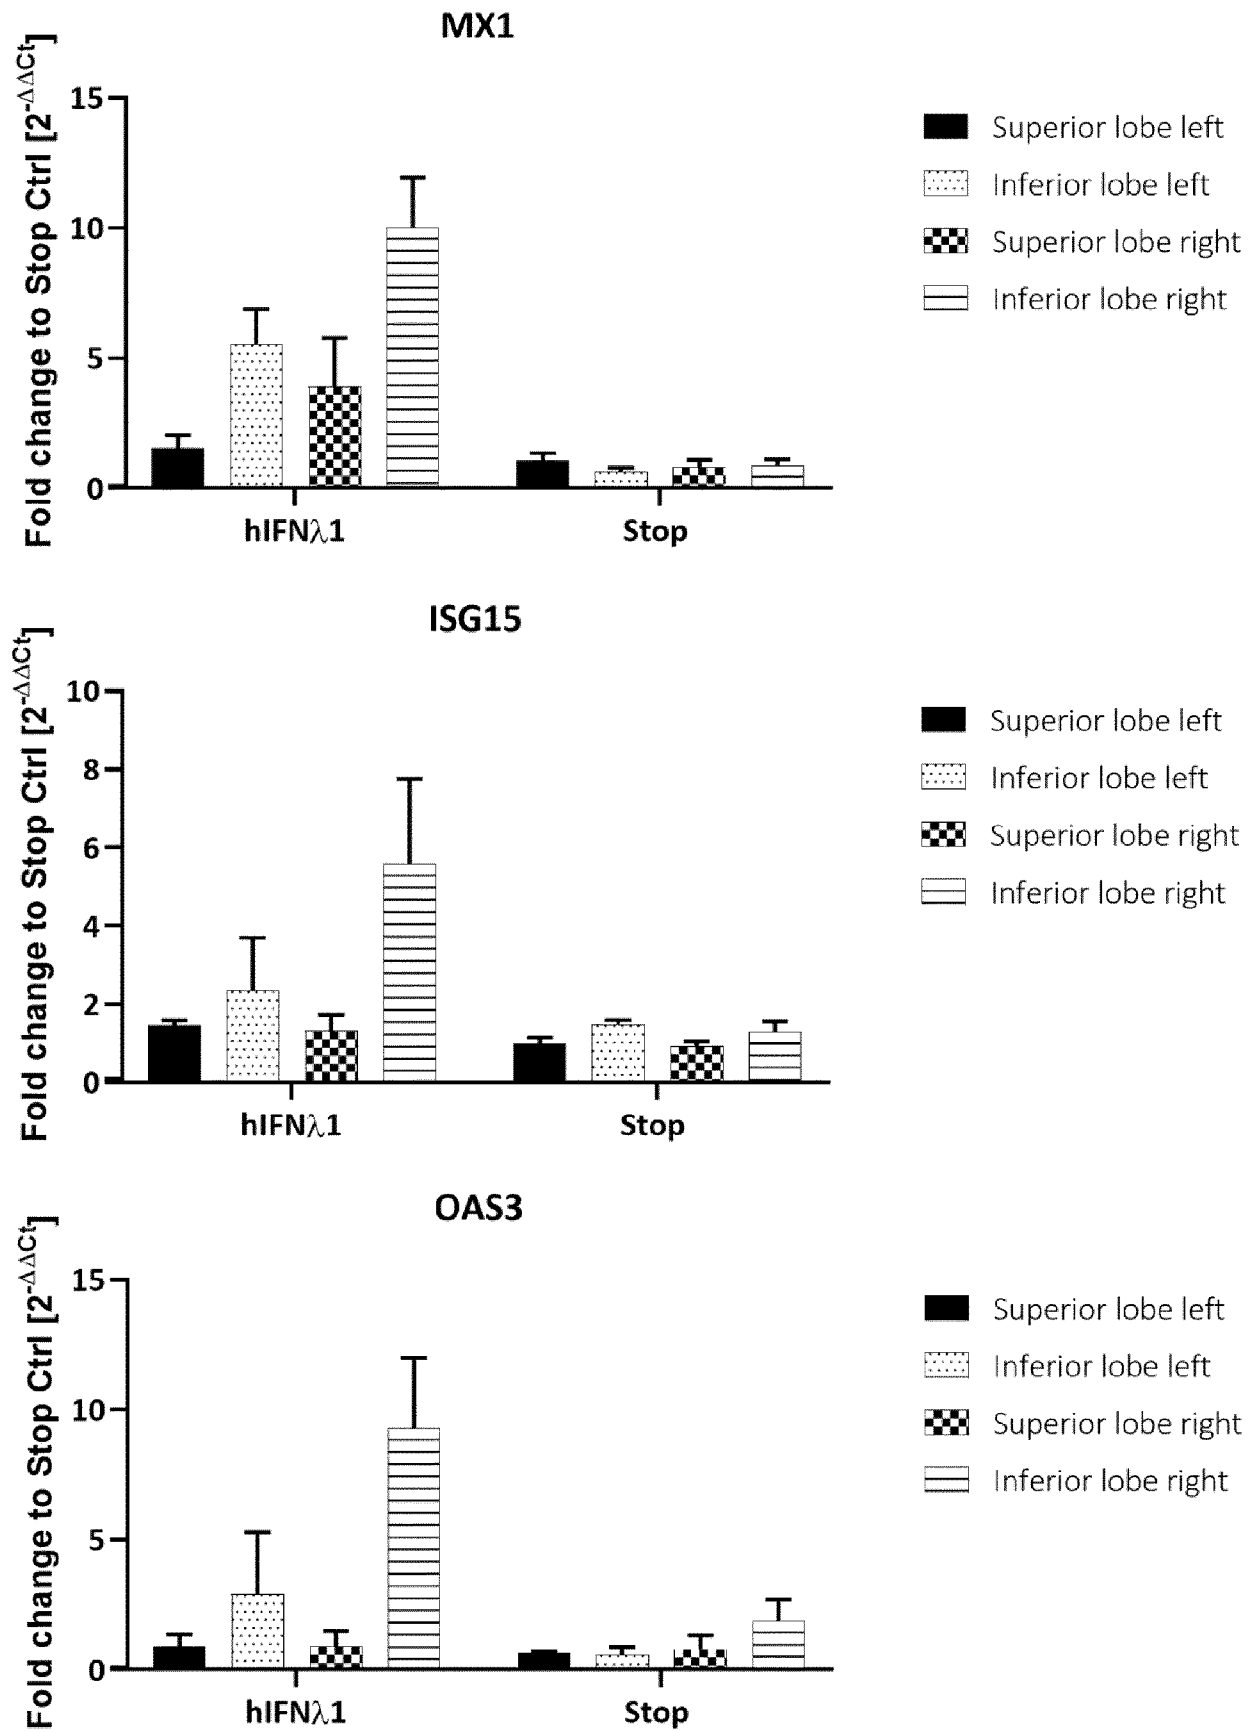 MX1
Fold change to Stop Ctrl [2^-ΔΔCt]
15
10
5
0
hIFNλ1
Stop
Superior lobe left
Inferior lobe left
Superior lobe right
Inferior lobe right
ISG15
Fold change to Stop Ctrl [2^-ΔΔCt]
10
8
6
4
2
0
hIFNλ1
Stop
Superior lobe left
Inferior lobe left
Superior lobe right
Inferior lobe right
OAS3
Fold change to Stop Ctrl [2^-ΔΔCt]
15
10
5
0
hIFNλ1
Stop
Superior lobe left
Inferior lobe left
Superior lobe right
Inferior lobe right